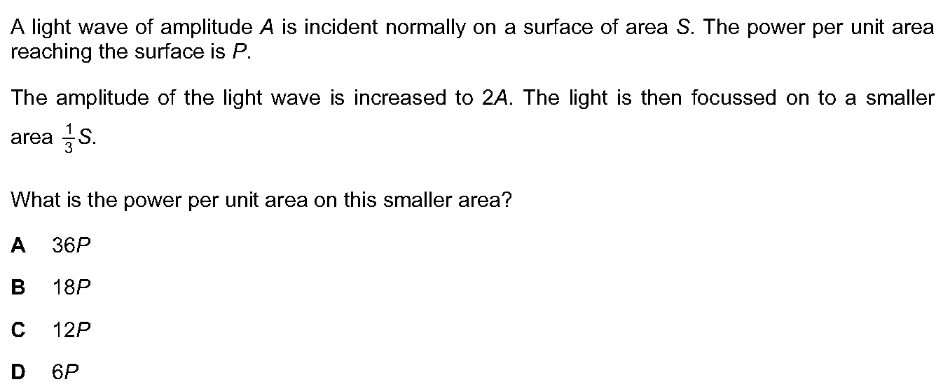 A light wave of amplitude A is incident normally on a surface of area S. The power per unit area
reaching the surface is P.
The amplitude of the light wave is increased to 2A. The light is then focussed on to a smaller
area 1/3 S.
What is the power per unit area on this smaller area?
A 36P
B 18P
C 12P
D 6P